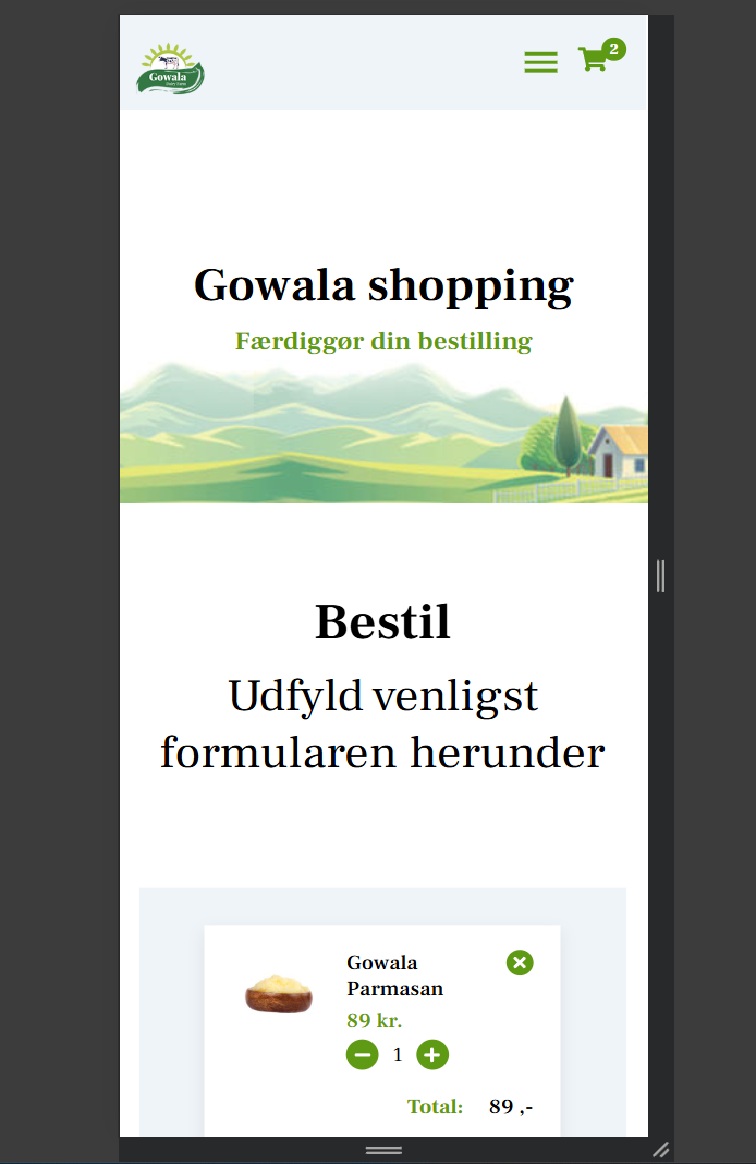 2
Gowala
Gowala shopping
Færdiggør din bestilling
Bestil
Udfyld venligst
formularen herunder
Gowala
Parmasan
89 kr.
1
Total: 89 ,-